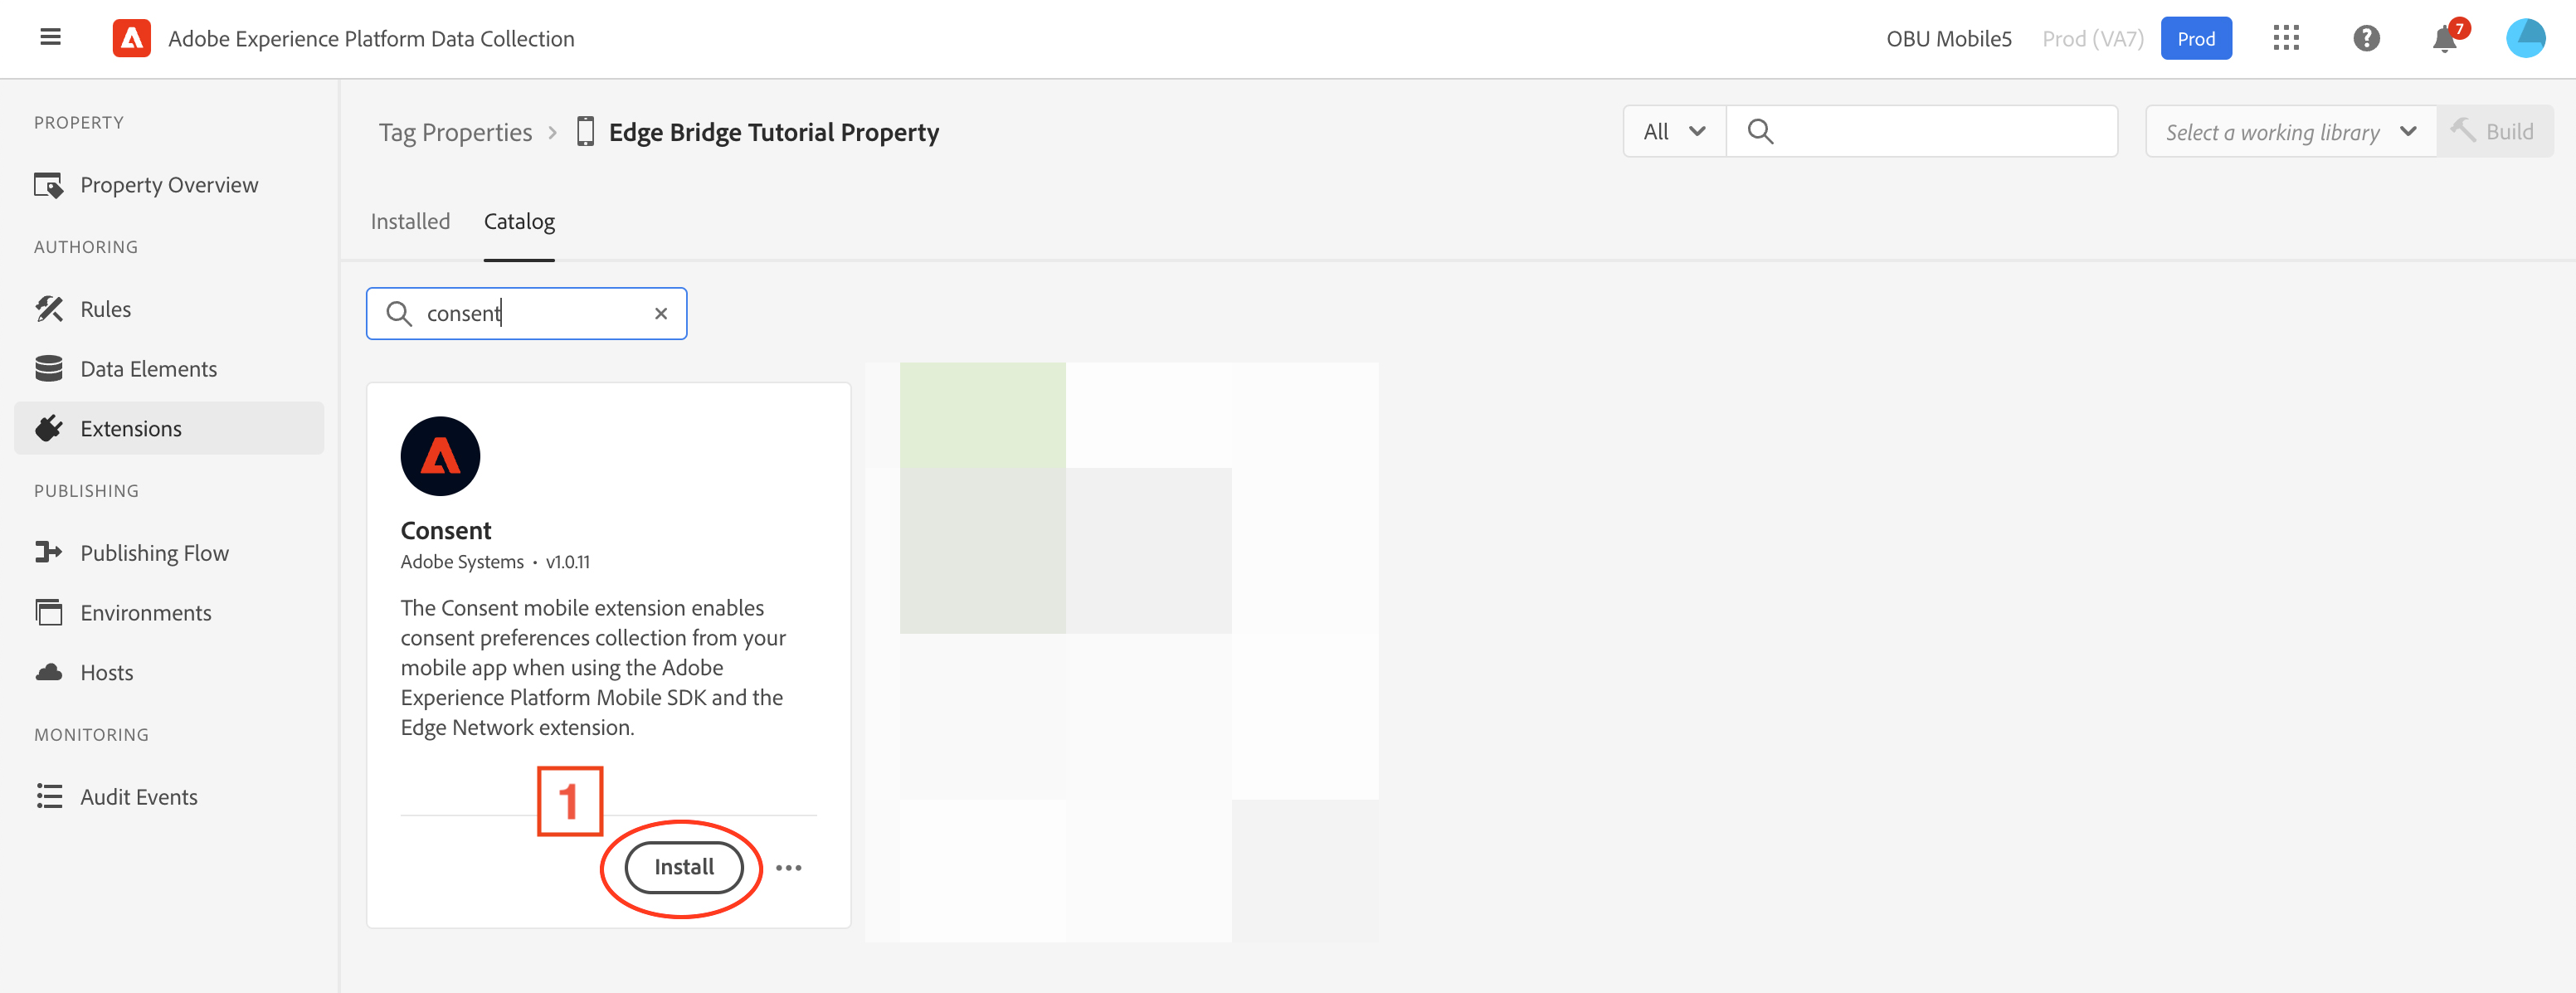 Adobe Experience Platform Data Collection
OBU Mobile5
Prod (VA7)
Prod
7
PROPERTY
Property Overview
AUTHORING
Rules
Data Elements
Extensions
PUBLISHING
Publishing Flow
Environments
Hosts
MONITORING
Audit Events
Tag Properties > Edge Bridge Tutorial Property
All
Select a working library
Build
Installed
Catalog
consent
Consent
Adobe Systems • v1.0.11
The Consent mobile extension enables
consent preferences collection from your
mobile app when using the Adobe
Experience Platform Mobile SDK and the
Edge Network extension.
1
Install